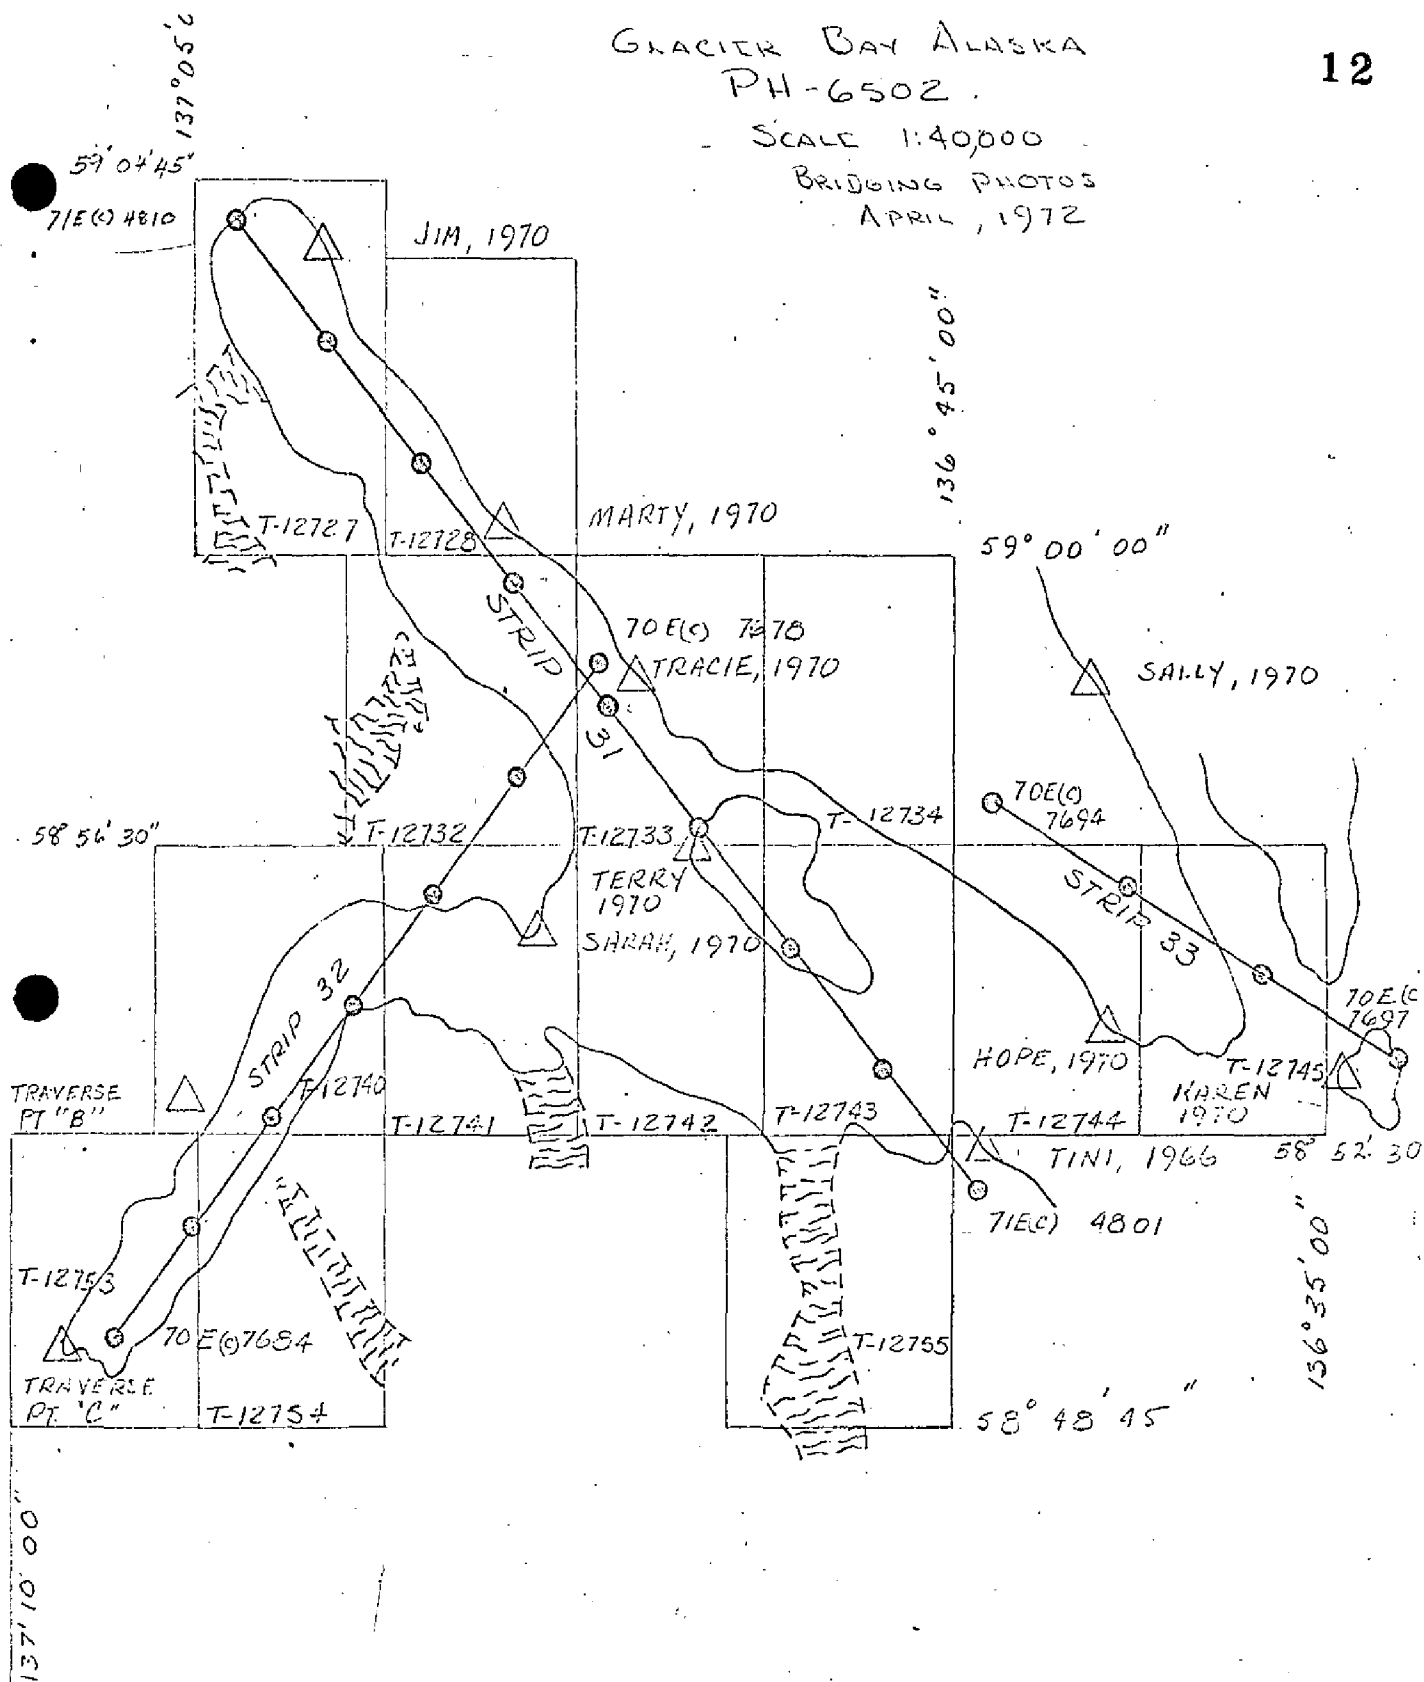 GLACIER BAY ALASKA
PH-6502
12
SCALE 1:40,000
BRIDGING PHOTOS
APRIL, 1972
59° 04' 45"
71E(C) 4810
JIM, 1970
136° 45' 00"
T-12727
T-12728
MARTY, 1970
59° 00' 00"
STRIP
31
70E(C) 7678
TRACIE, 1970
SALLY, 1970
70E(C)
7694
58° 56' 30"
T-12732
T-12733
T-12734
TERRY
1970
SARAH, 1970
STRIP 33
STRIP 32
70E(C
7697
HOPE, 1970
T-12745
KAREN
1970
TRAVERSE
PT "B"
T-12740
T-12741
T-12742
T-12743
T-12744
TINI, 1966
58° 52' 30
71E(C) 4801
T-12753
70E(C)7684
T-12755
136° 35' 00"
TRAVERSE
PT. "C"
T-12754
58° 48' 45"
137° 10' 00"